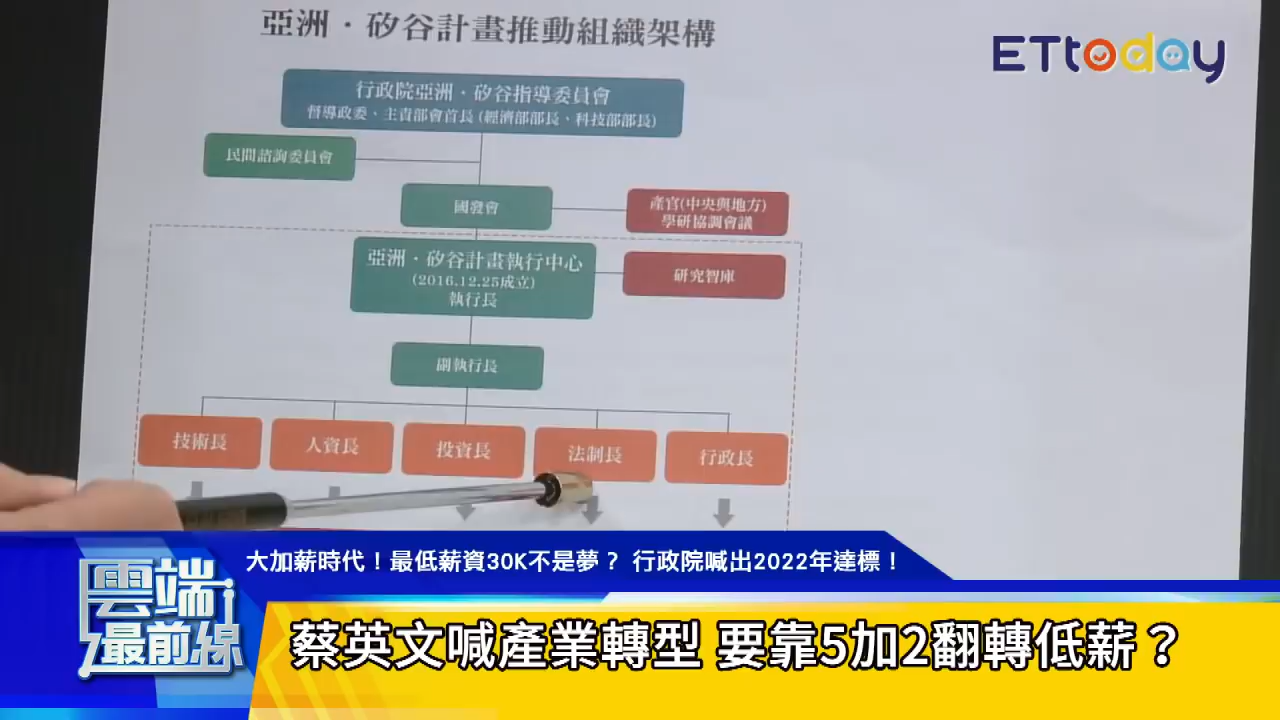 亞洲．矽谷計畫推動組織架構
ETtoday
行政院亞洲．矽谷指導委員會
督導政委、主責部會首長 (經濟部部長、科技部部長)
民間諮詢委員會
國發會
產官(中央與地方)
學研協調會議
亞洲．矽谷計畫執行中心
(2016.12.25成立)
執行長
研究智庫
副執行長
技術長
人資長
投資長
法制長
行政長
大加薪時代！最低薪資30K不是夢？ 行政院喊出2022年達標！
雲端
最前線
蔡英文喊產業轉型 要靠5加2翻轉低薪？